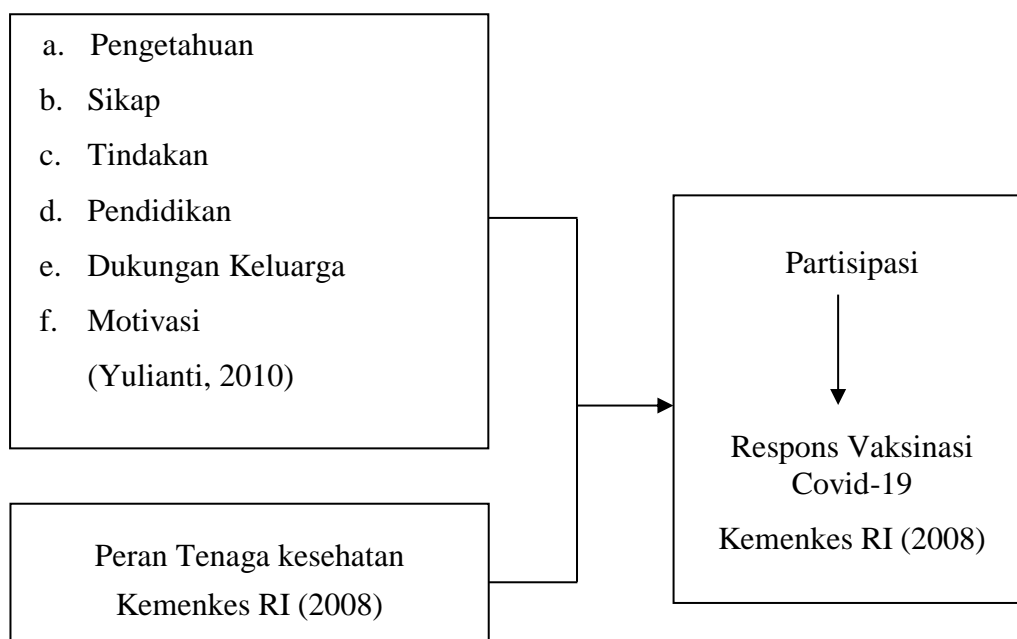 a. Pengetahuan
b. Sikap
c. Tindakan
d. Pendidikan
e. Dukungan Keluarga
f. Motivasi
(Yulianti, 2010)
Peran Tenaga kesehatan
Kemenkes RI (2008)
Partisipasi
Respons Vaksinasi
Covid-19
Kemenkes RI (2008)